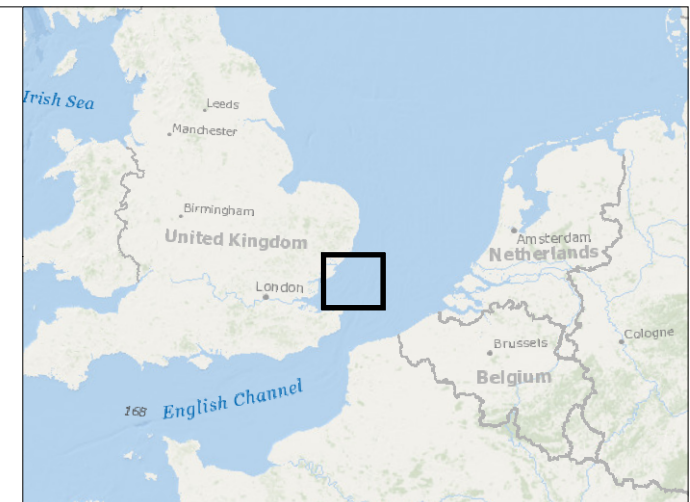 Irish Sea
Leeds
Manchester
Birmingham
United Kingdom
Amsterdam
Netherlands
London
Cologne
Brussels
Belgium
168
English Channel